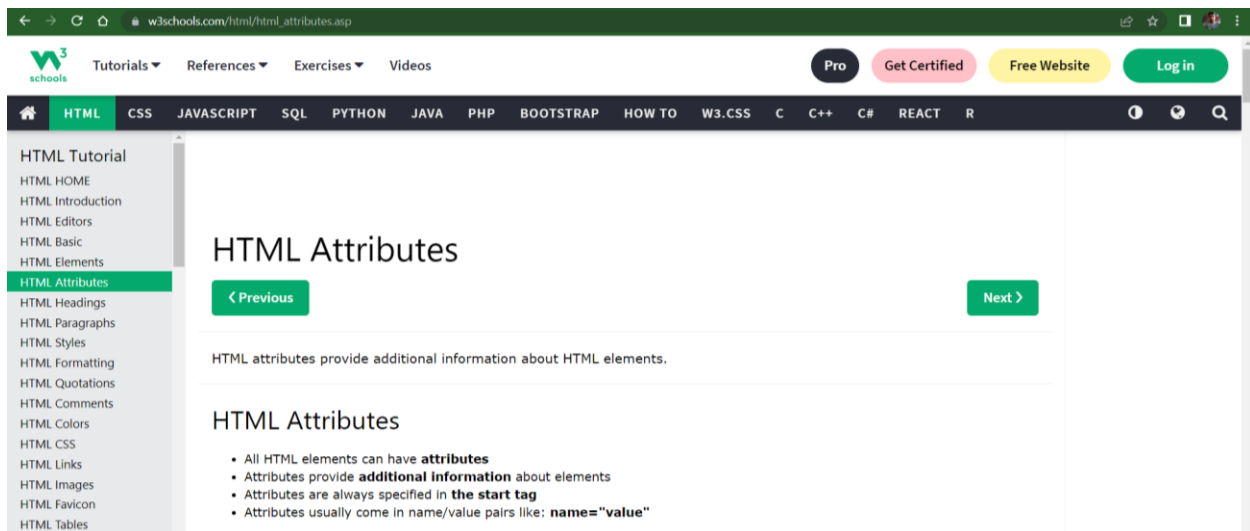 w3schools.com/html/html_attributes.asp
w3schools Tutorials References Exercises Videos Pro Get Certified Free Website Log in
HTML CSS JAVASCRIPT SQL PYTHON JAVA PHP BOOTSTRAP HOW TO W3.CSS C C++ C# REACT R
HTML Tutorial
HTML HOME
HTML Introduction
HTML Editors
HTML Basic
HTML Elements
HTML Attributes
HTML Headings
HTML Paragraphs
HTML Styles
HTML Formatting
HTML Quotations
HTML Comments
HTML Colors
HTML CSS
HTML Links
HTML Images
HTML Favicon
HTML Tables
HTML Attributes
❮ Previous Next ❯
HTML attributes provide additional information about HTML elements.
HTML Attributes
• All HTML elements can have attributes
• Attributes provide additional information about elements
• Attributes are always specified in the start tag
• Attributes usually come in name/value pairs like: name="value"